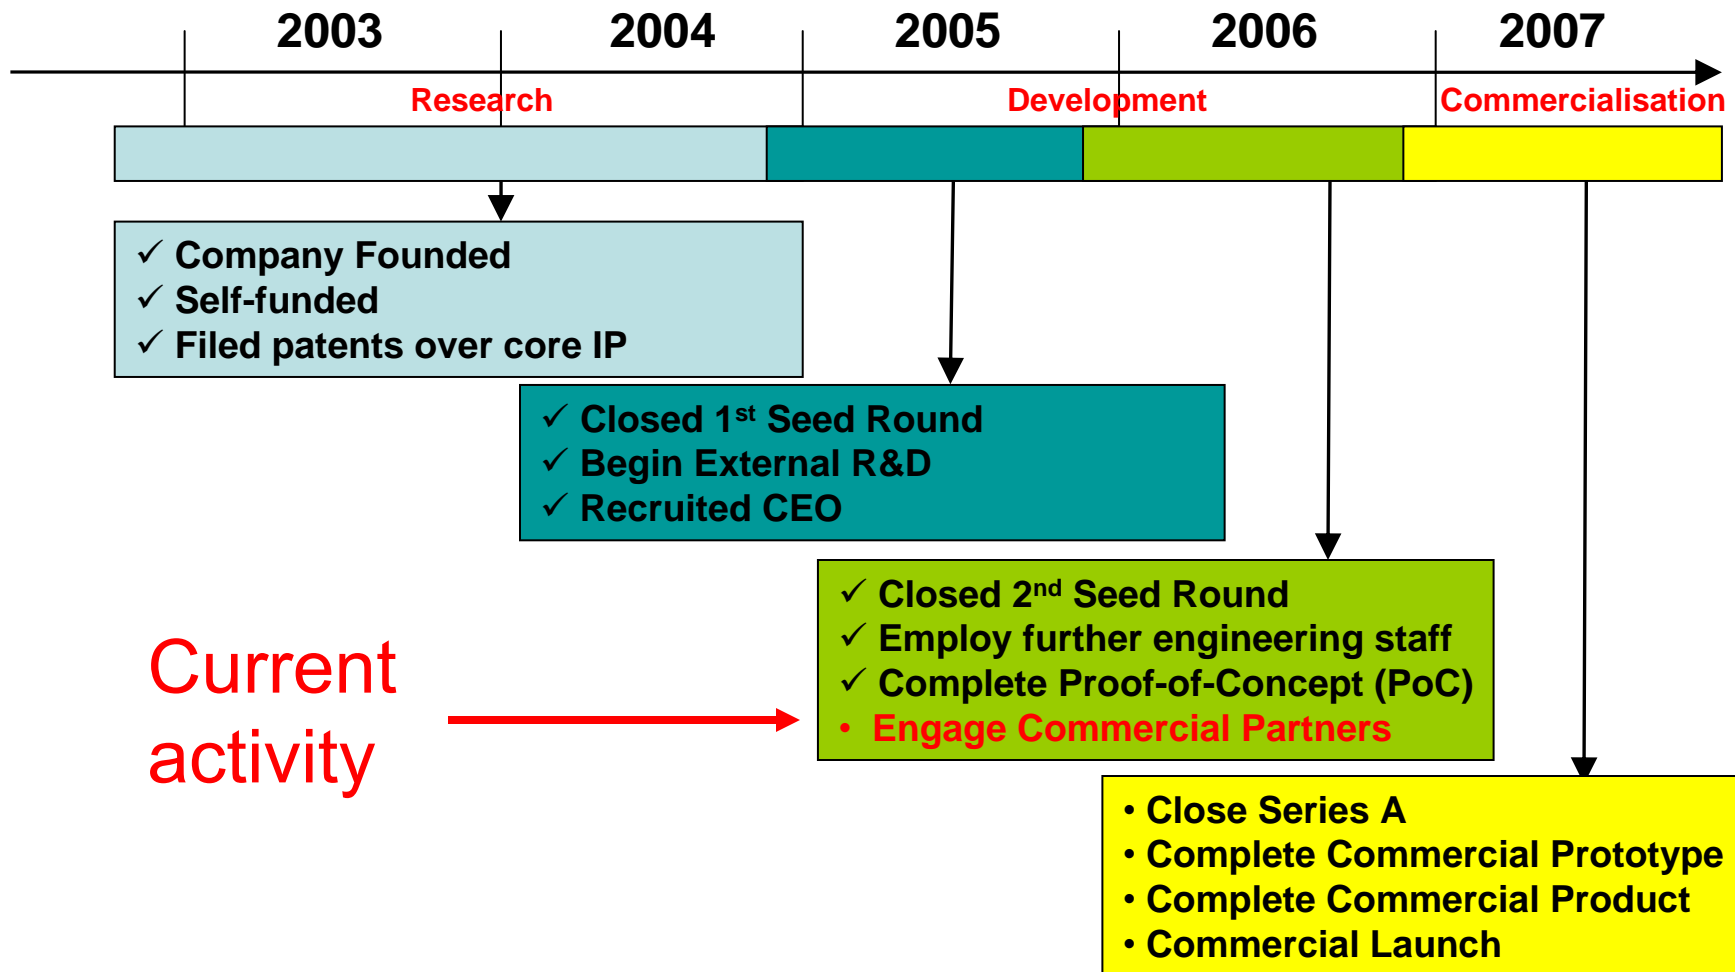 2003 2004 2005 2006 2007
Research Development Commercialisation
✓ Company Founded
✓ Self-funded
✓ Filed patents over core IP
✓ Closed 1st Seed Round
✓ Begin External R&D
✓ Recruited CEO
✓ Closed 2nd Seed Round
✓ Employ further engineering staff
✓ Complete Proof-of-Concept (PoC)
• Engage Commercial Partners
Current
activity
• Close Series A
• Complete Commercial Prototype
• Complete Commercial Product
• Commercial Launch